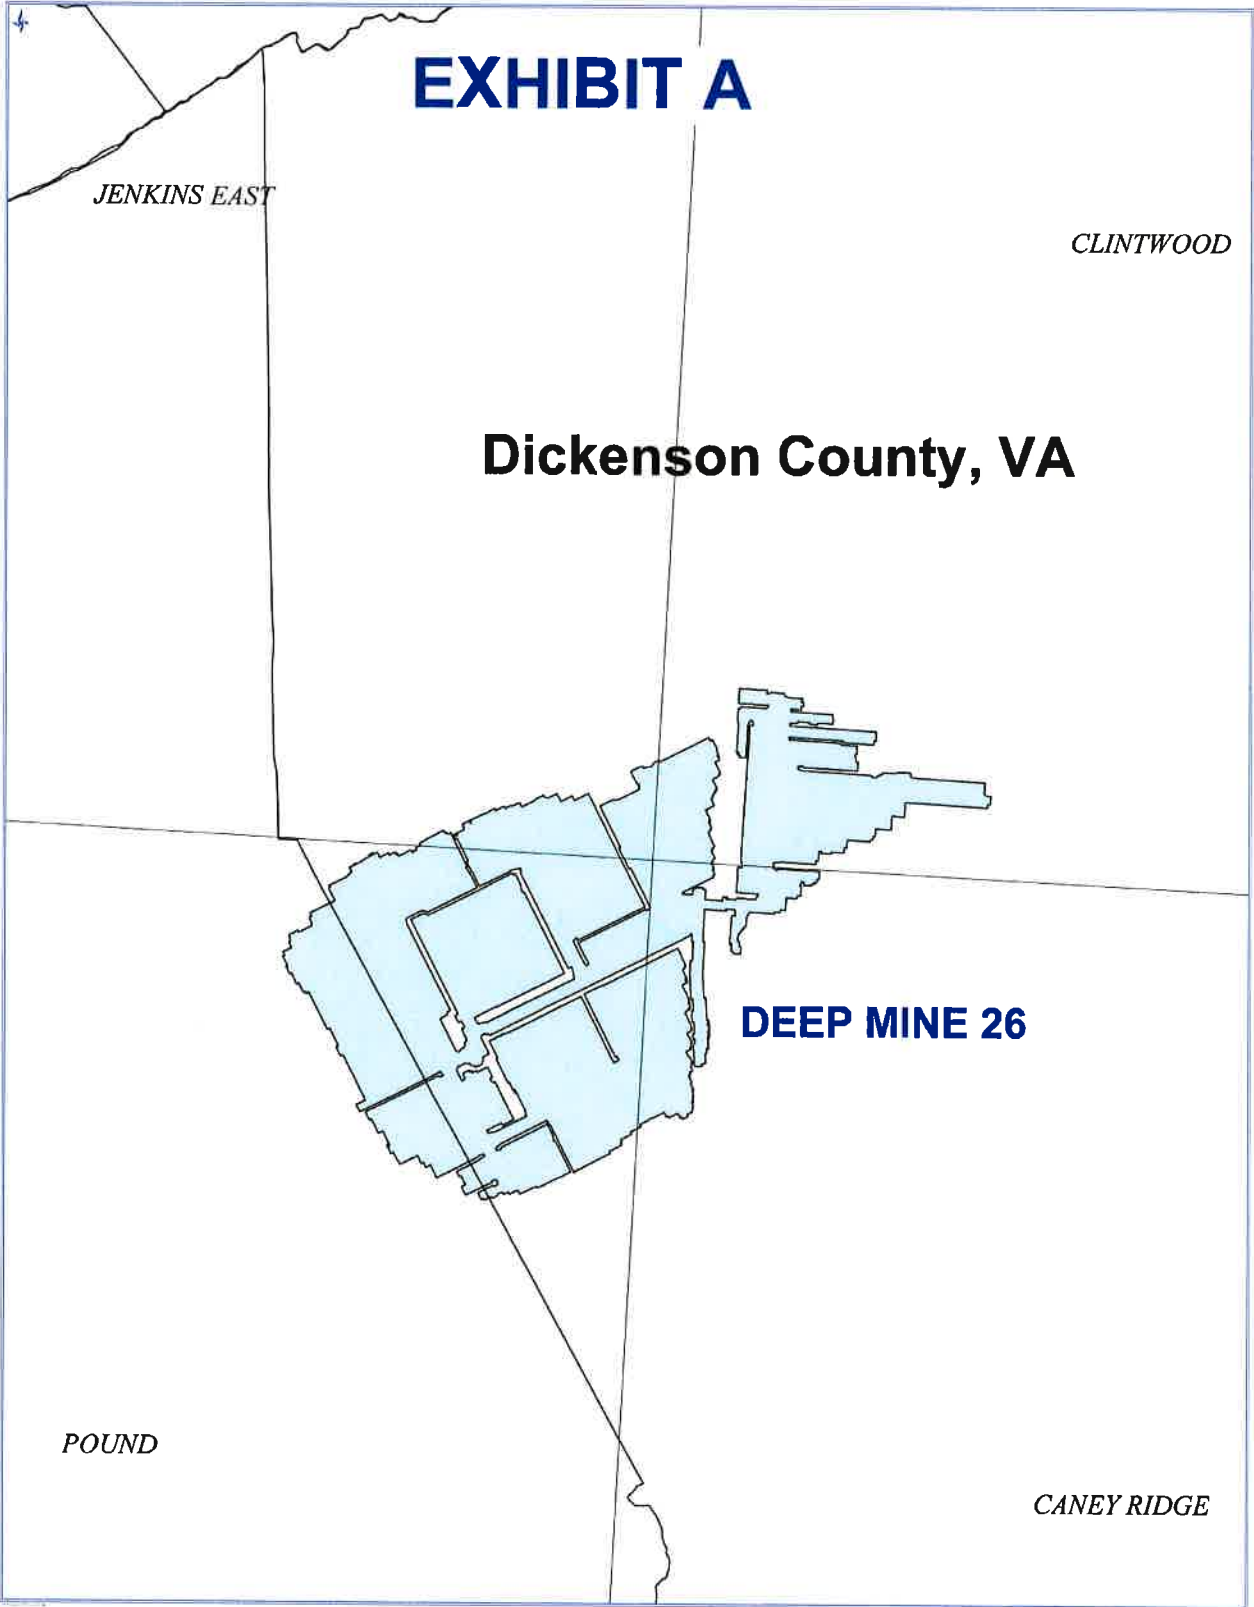 EXHIBIT A
JENKINS EAST
CLINTWOOD
Dickenson County, VA
DEEP MINE 26
POUND
CANEY RIDGE